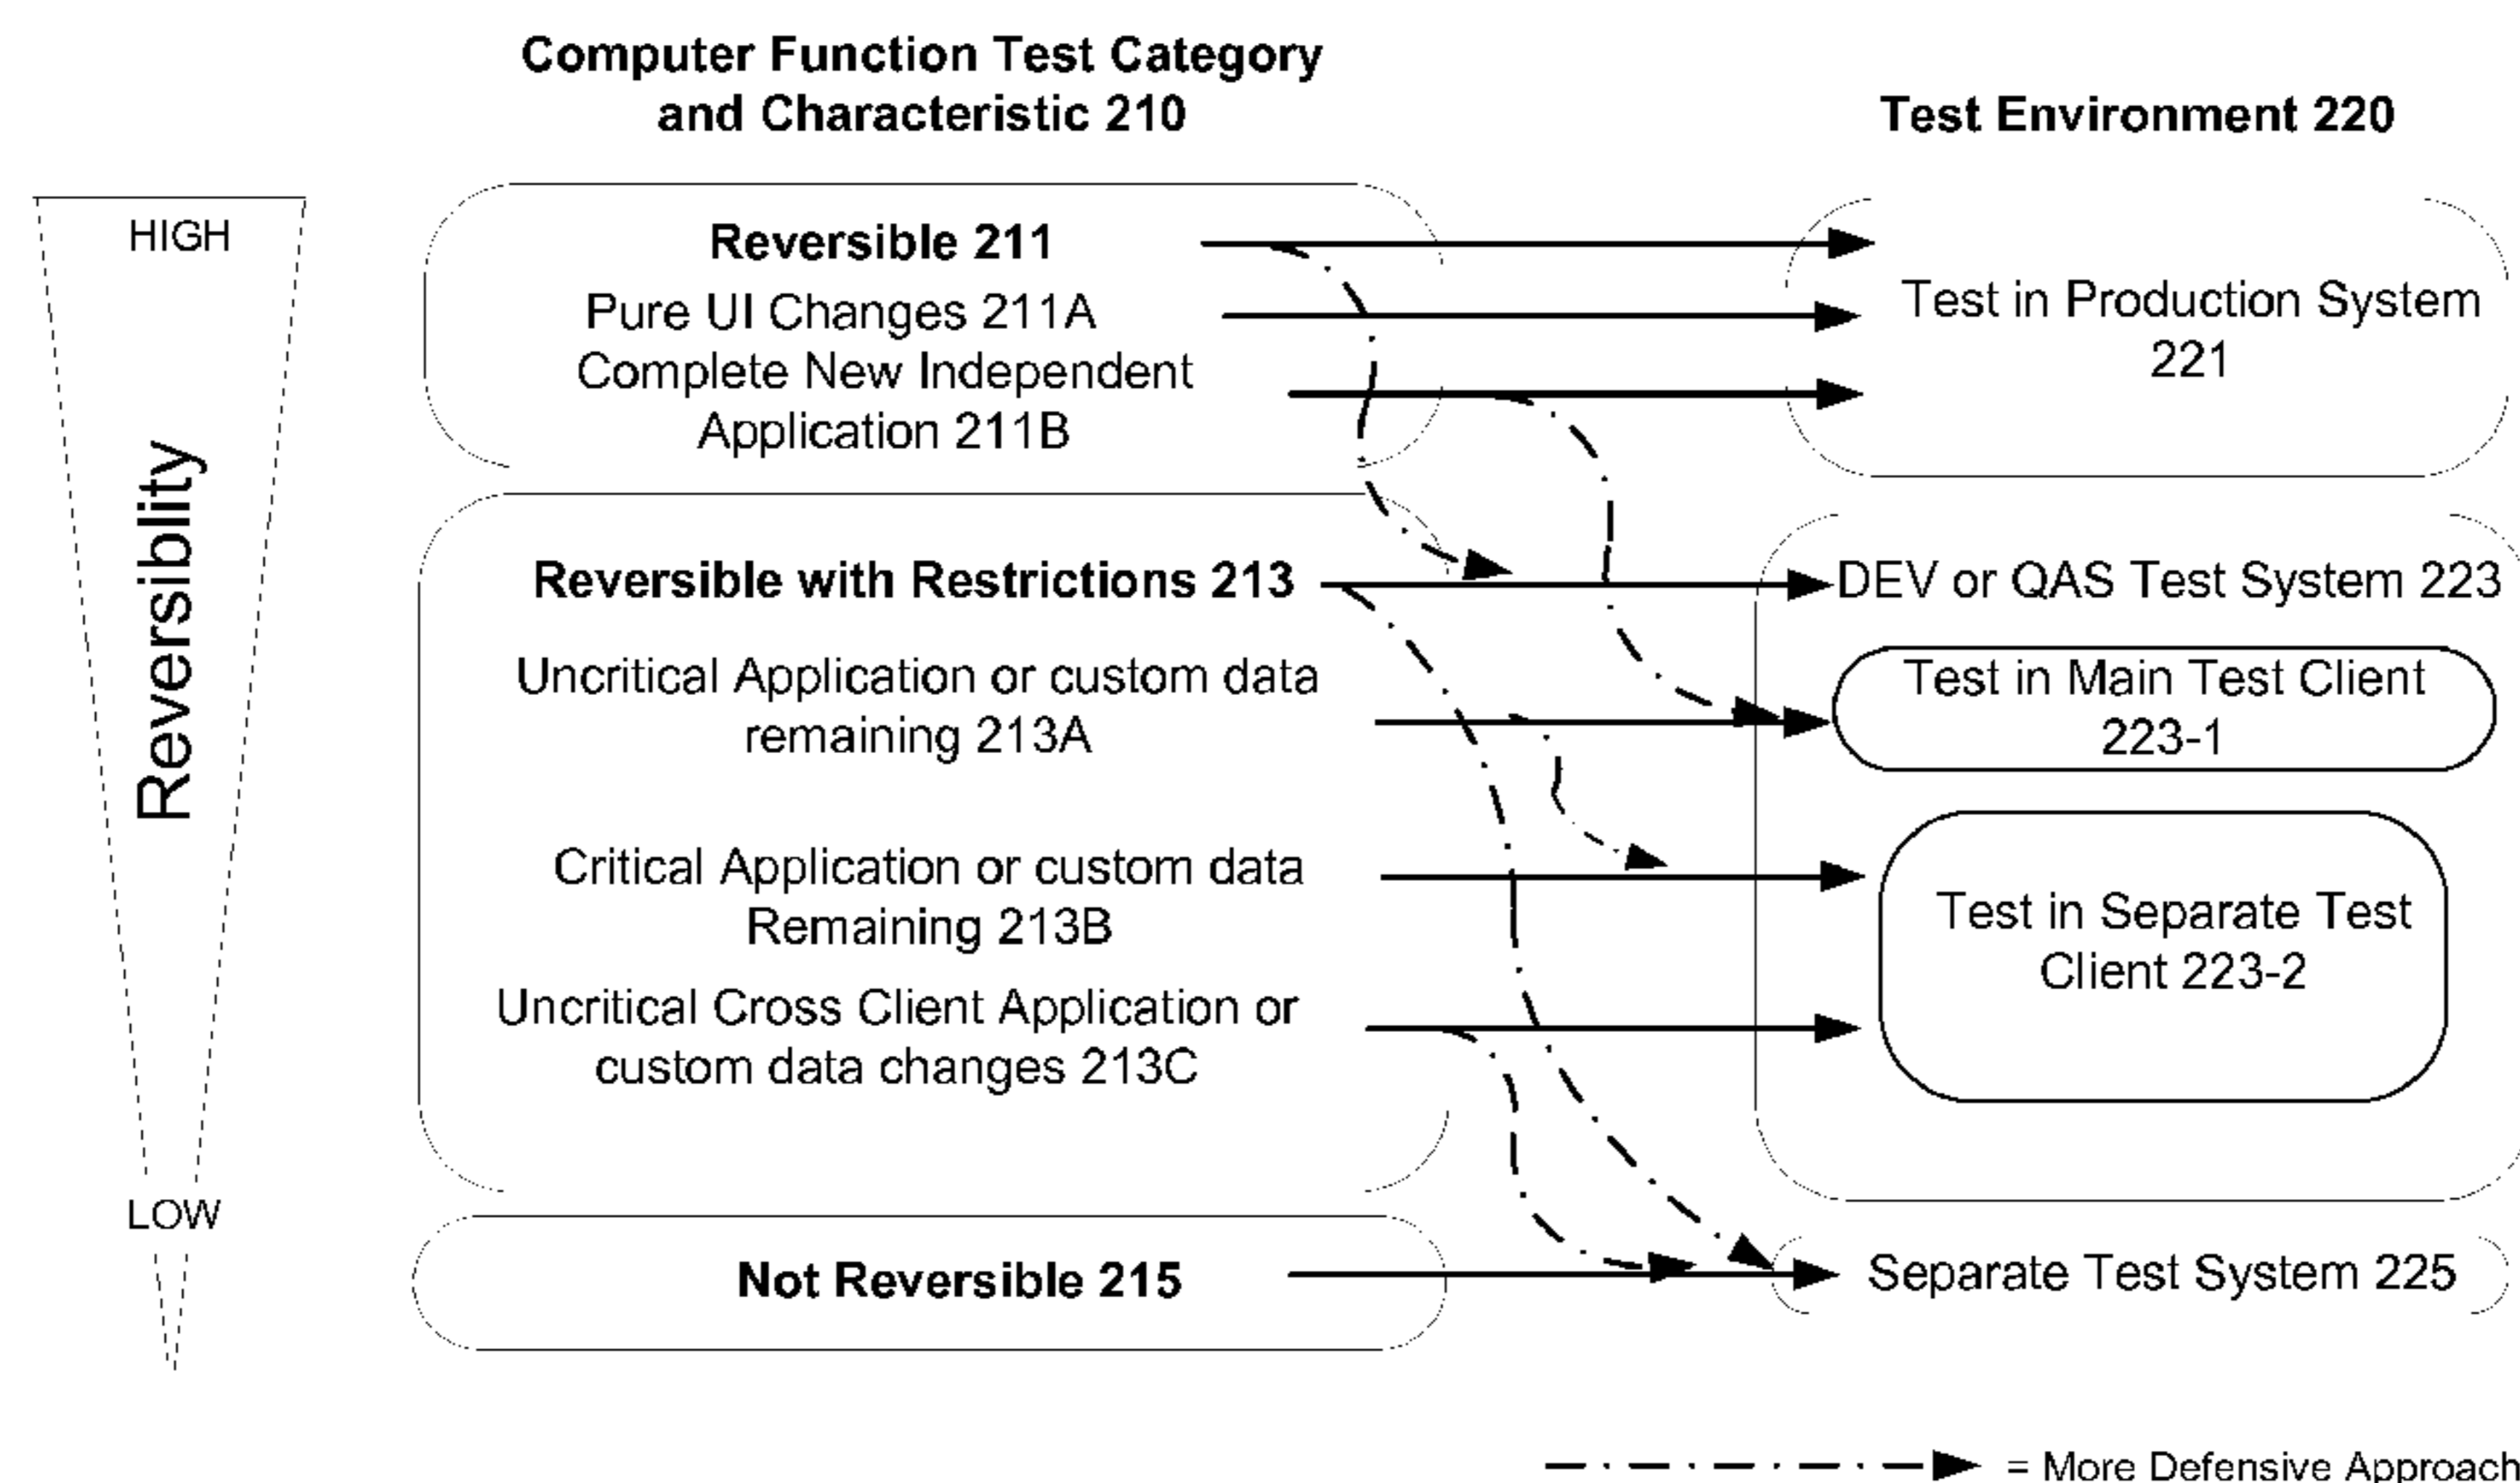 Computer Function Test Category
and Characteristic 210
Test Environment 220
HIGH
Reversiblity
LOW
Reversible 211
Pure UI Changes 211A
Complete New Independent
Application 211B
Test in Production System
221
Reversible with Restrictions 213
DEV or QAS Test System 223
Uncritical Application or custom data
remaining 213A
Test in Main Test Client
223-1
Critical Application or custom data
Remaining 213B
Test in Separate Test
Client 223-2
Uncritical Cross Client Application or
custom data changes 213C
Not Reversible 215
Separate Test System 225
= More Defensive Approach